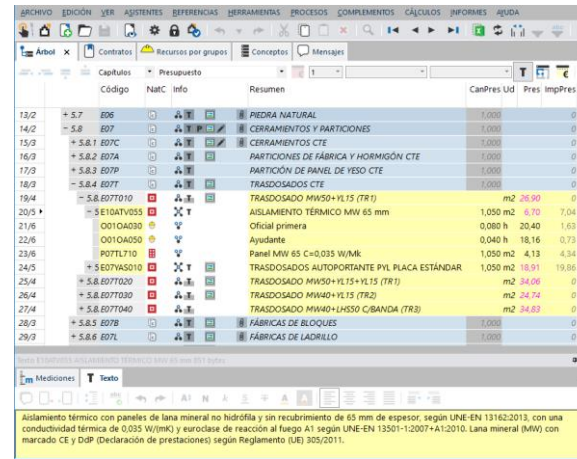 ARCHIVO EDICIÓN VER ASISTENTES REFERENCIAS HERRAMIENTAS PROCESOS COMPLEMENTOS CÁLCULOS INFORMES AYUDA
Árbol x Contratos Recursos por grupos Conceptos Mensajes
Capítulos Presupuesto 1 T €
Código NatC Info Resumen CanPres Ud Pres ImpPres
13/2 + 5.7 E06 T PIEDRA NATURAL 1,000 0
14/2 - 5.8 E07 T P CERRAMIENTOS Y PARTICIONES 1,000 0
15/3 + 5.8.1 E07C T CERRAMIENTOS CTE 1,000 0
16/3 + 5.8.2 E07A T PARTICIONES DE FÁBRICA Y HORMIGÓN CTE 1,000 0
17/3 + 5.8.3 E07P T PARTICIÓN DE PANEL DE YESO CTE 1,000 0
18/3 - 5.8.4 E07T T TRASDOSADOS CTE 1,000 0
19/4 - 5.8. E07T010 T TRASDOSADO MW50+YL15 (TR1) m2 26,90 0
20/5 - 5 E10ATV055 T AISLAMIENTO TÉRMICO MW 65 mm 1,050 m2 6,70 7,04
21/6 O01OA030 Oficial primera 0,080 h 20,40 1,63
22/6 O01OA050 Ayudante 0,040 h 18,16 0,73
23/6 P07TL710 Panel MW 65 C=0,035 W/Mk 1,050 m2 4,13 4,34
24/5 + 5 E07YAS010 T TRASDOSADOS AUTOPORTANTE PYL PLACA ESTÁNDAR 1,050 m2 18,91 19,86
25/4 + 5.8. E07T020 T TRASDOSADO MW50+YL15+YL15 (TR1) m2 34,06 0
26/4 + 5.8. E07T030 T TRASDOSADO MW40+YL15 (TR2) m2 24,74 0
27/4 + 5.8. E07T040 T TRASDOSADO MW40+LHS50 C/BANDA (TR3) m2 34,83 0
28/3 + 5.8.5 E07B T FÁBRICAS DE BLOQUES 1,000 0
29/3 + 5.8.6 E07L T FÁBRICAS DE LADRILLO 1,000 0
Texto E10ATV055 AISLAMIENTO TÉRMICO MW 65 mm 351 bytes
Mediciones T Texto
Aislamiento térmico con paneles de lana mineral no hidrófila y sin recubrimiento de 65 mm de espesor, según UNE-EN 13162:2013, con una
conductividad térmica de 0,035 W/(mK) y euroclase de reacción al fuego A1 según UNE-EN 13501-1:2007+A1:2010. Lana mineral (MW) con
marcado CE y DdP (Declaración de prestaciones) según Reglamento (UE) 305/2011.